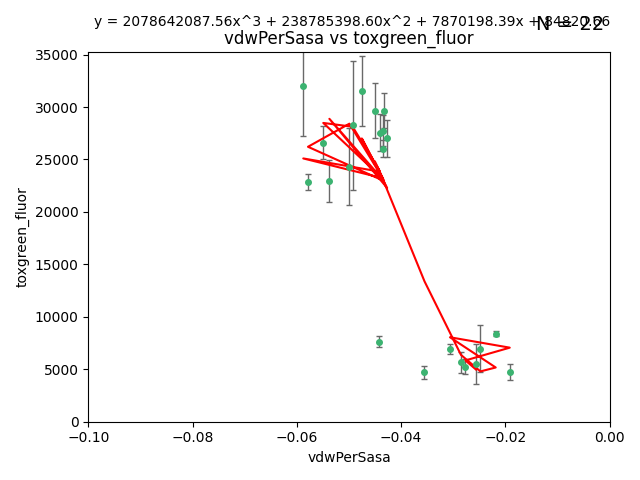 y = 2078642087.56x^3 + 238785398.60x^2 + 7870198.39x + 84820.66
N = 22
vdwPerSasa vs toxgreen_fluor
35000
30000
25000
20000
15000
10000
5000
0
toxgreen_fluor
−0.10 −0.08 −0.06 −0.04 −0.02 0.00
vdwPerSasa